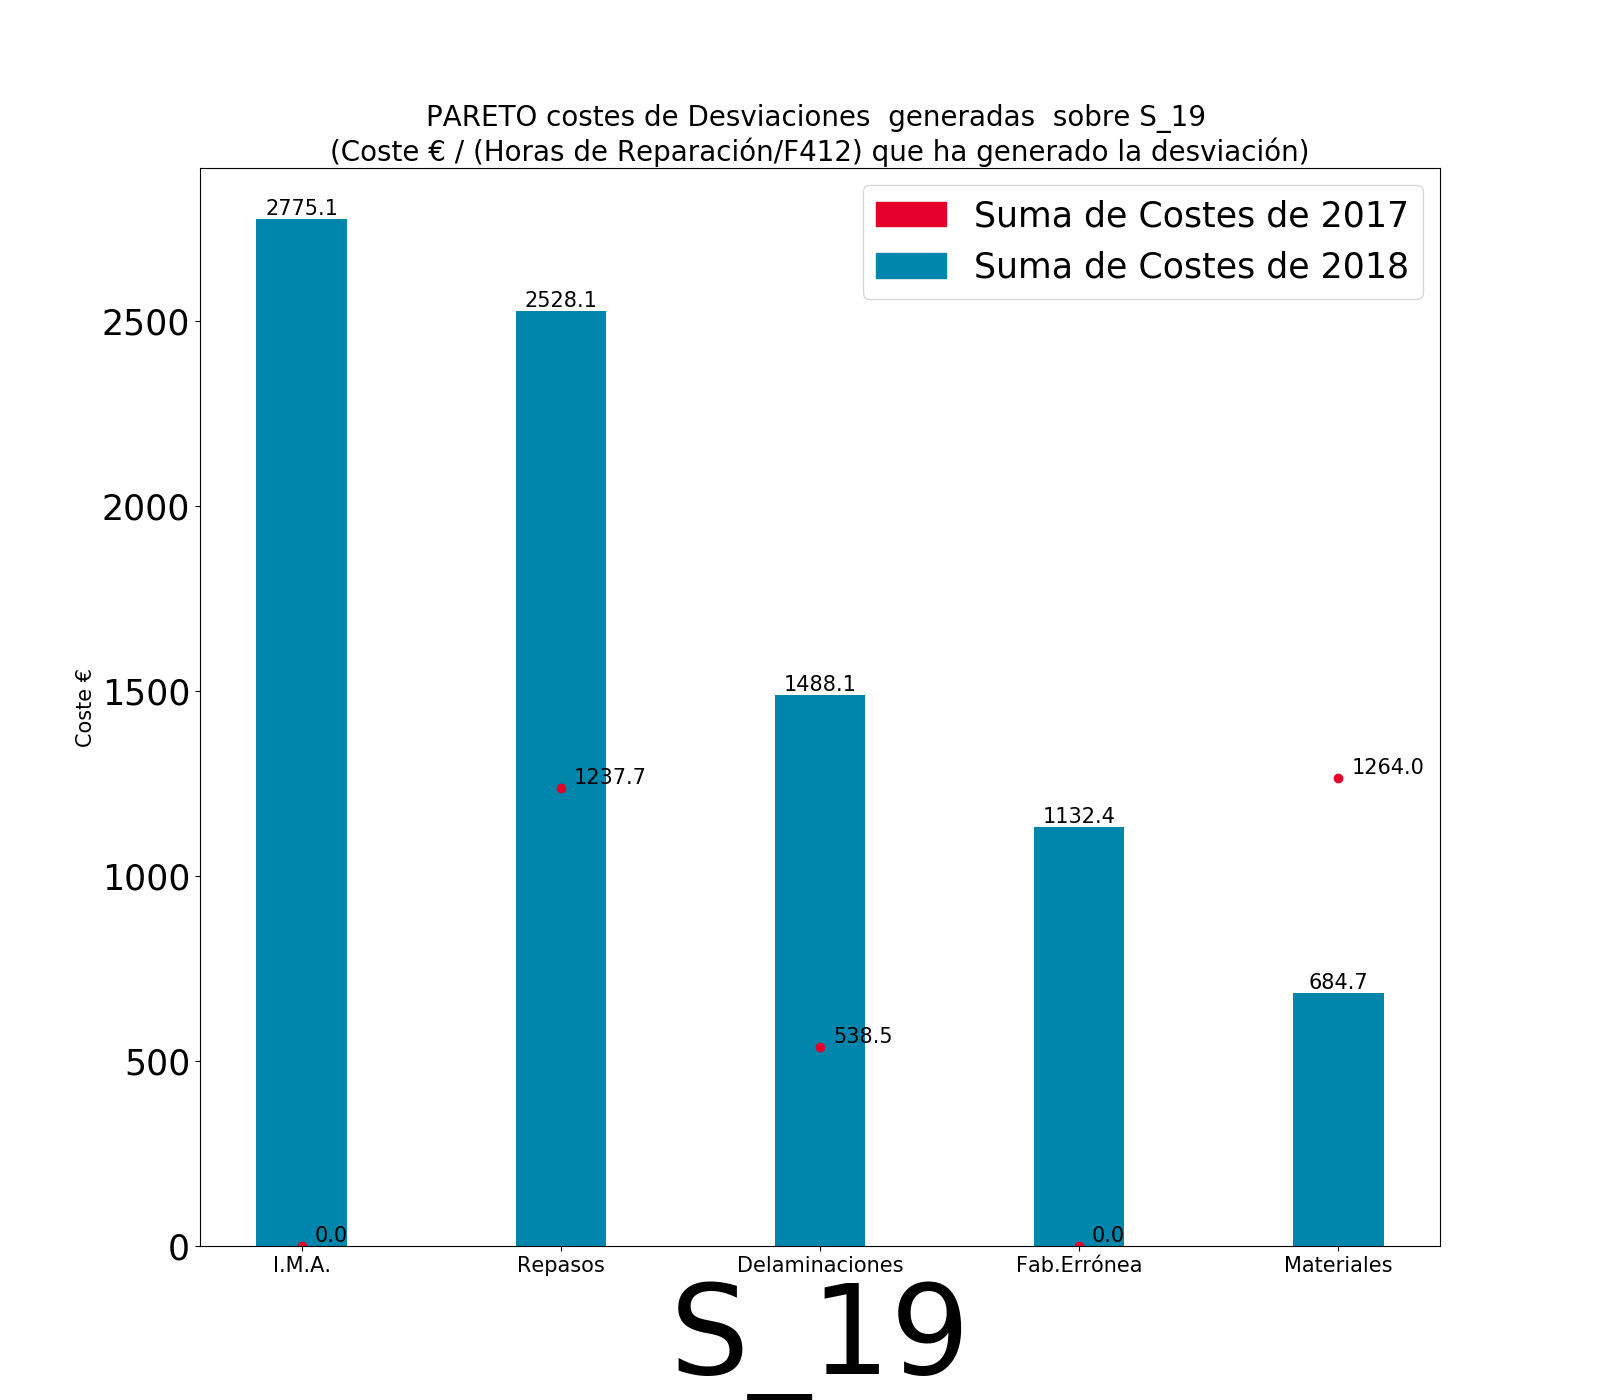 PARETO costes de Desviaciones  generadas  sobre S_19
(Coste € / (Horas de Reparación/F412) que ha generado la desviación)
Suma de Costes de 2017
Suma de Costes de 2018
2775.1
2528.1
1488.1
1237.7
1264.0
1132.4
684.7
538.5
0.0
0.0
Coste €
2500
2000
1500
1000
500
0
I.M.A.
Repasos
Delaminaciones
Fab.Errónea
Materiales
S_19